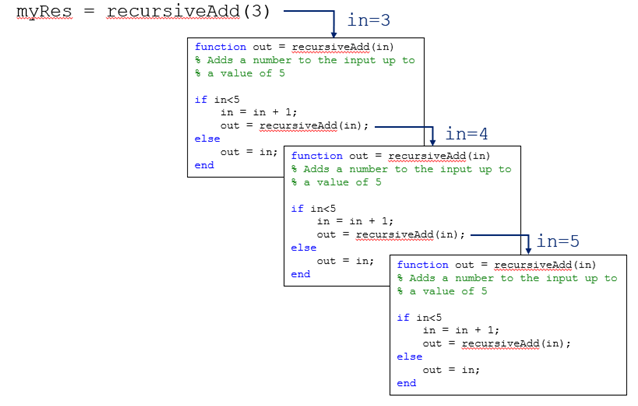 myRes = recursiveAdd(3)
in=3
function out = recursiveAdd(in)
% Adds a number to the input up to
% a value of 5
if in<5
in = in + 1;
out = recursiveAdd(in);
else
out = in;
end
in=4
function out = recursiveAdd(in)
% Adds a number to the input up to
% a value of 5
if in<5
in = in + 1;
out = recursiveAdd(in);
else
out = in;
end
in=5
function out = recursiveAdd(in)
% Adds a number to the input up to
% a value of 5
if in<5
in = in + 1;
out = recursiveAdd(in);
else
out = in;
end